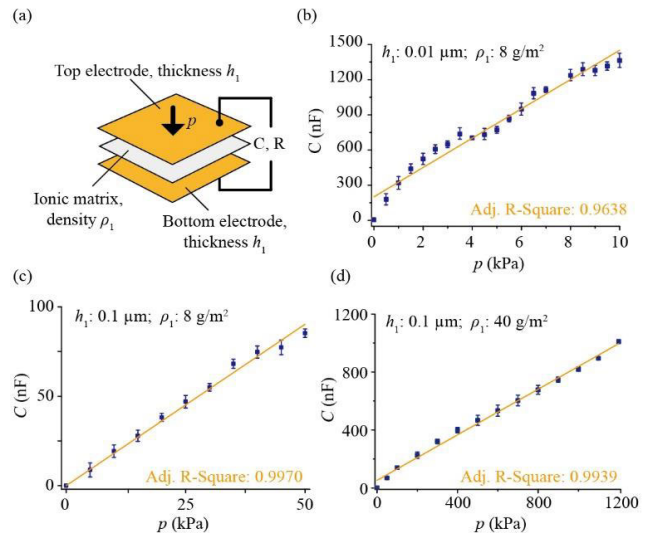 (a)
Top electrode, thickness h₁
p
C, R
Ionic matrix,
density ρ₁
Bottom electrode,
thickness h₁
(b)
h₁: 0.01 µm; ρ₁: 8 g/m²
C (nF)
1500
1200
900
600
300
0
Adj. R-Square: 0.9638
0 2 4 6 8 10
p (kPa)
(c)
h₁: 0.1 µm; ρ₁: 8 g/m²
C (nF)
100
50
0
Adj. R-Square: 0.9970
0 25 50
p (kPa)
(d)
h₁: 0.1 µm; ρ₁: 40 g/m²
C (nF)
1200
800
400
0
Adj. R-Square: 0.9939
0 400 800 1200
p (kPa)